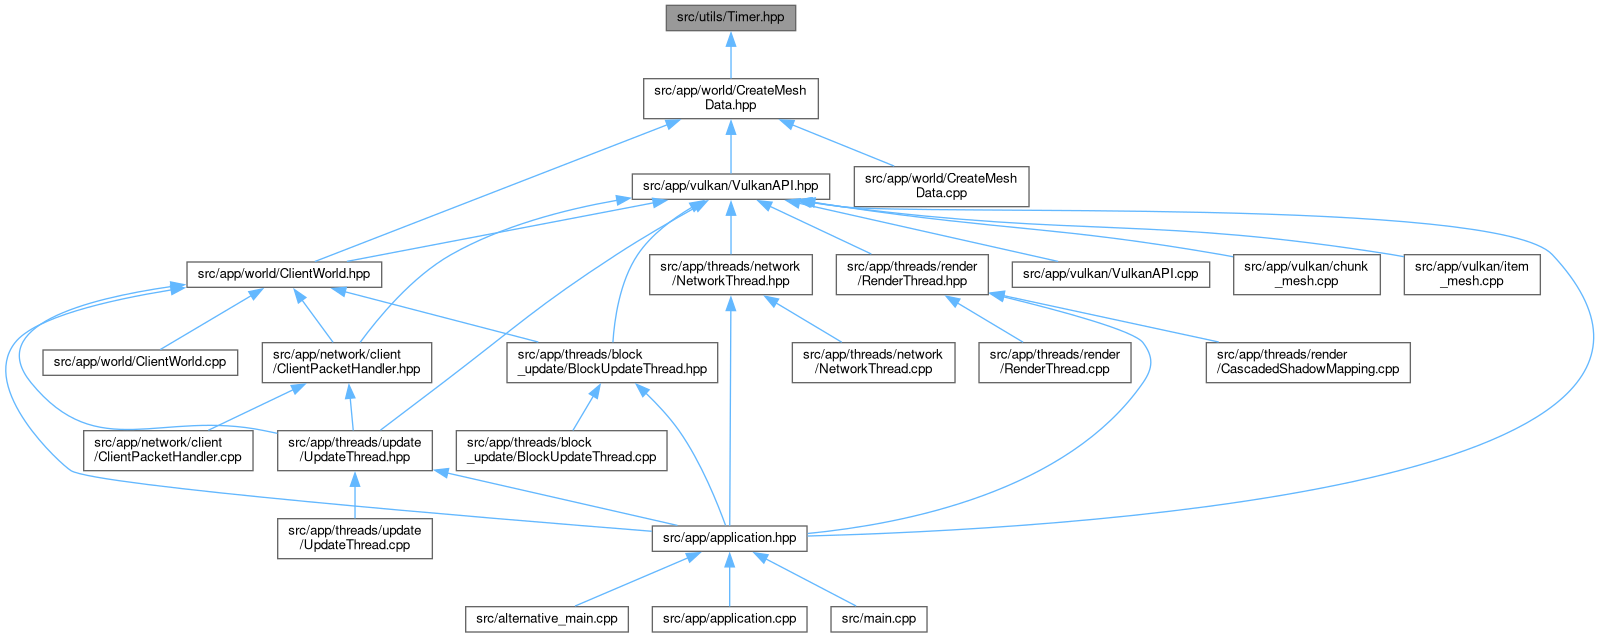 src/utils/Timer.hpp
src/app/world/CreateMesh
Data.hpp
src/app/vulkan/VulkanAPI.hpp
src/app/world/CreateMesh
Data.cpp
src/app/world/ClientWorld.hpp
src/app/threads/network
/NetworkThread.hpp
src/app/threads/render
/RenderThread.hpp
src/app/vulkan/VulkanAPI.cpp
src/app/vulkan/chunk
_mesh.cpp
src/app/vulkan/item
_mesh.cpp
src/app/world/ClientWorld.cpp
src/app/network/client
/ClientPacketHandler.hpp
src/app/threads/block
_update/BlockUpdateThread.hpp
src/app/threads/network
/NetworkThread.cpp
src/app/threads/render
/RenderThread.cpp
src/app/threads/render
/CascadedShadowMapping.cpp
src/app/network/client
/ClientPacketHandler.cpp
src/app/threads/update
/UpdateThread.hpp
src/app/threads/block
_update/BlockUpdateThread.cpp
src/app/threads/update
/UpdateThread.cpp
src/app/application.hpp
src/alternative_main.cpp
src/app/application.cpp
src/main.cpp